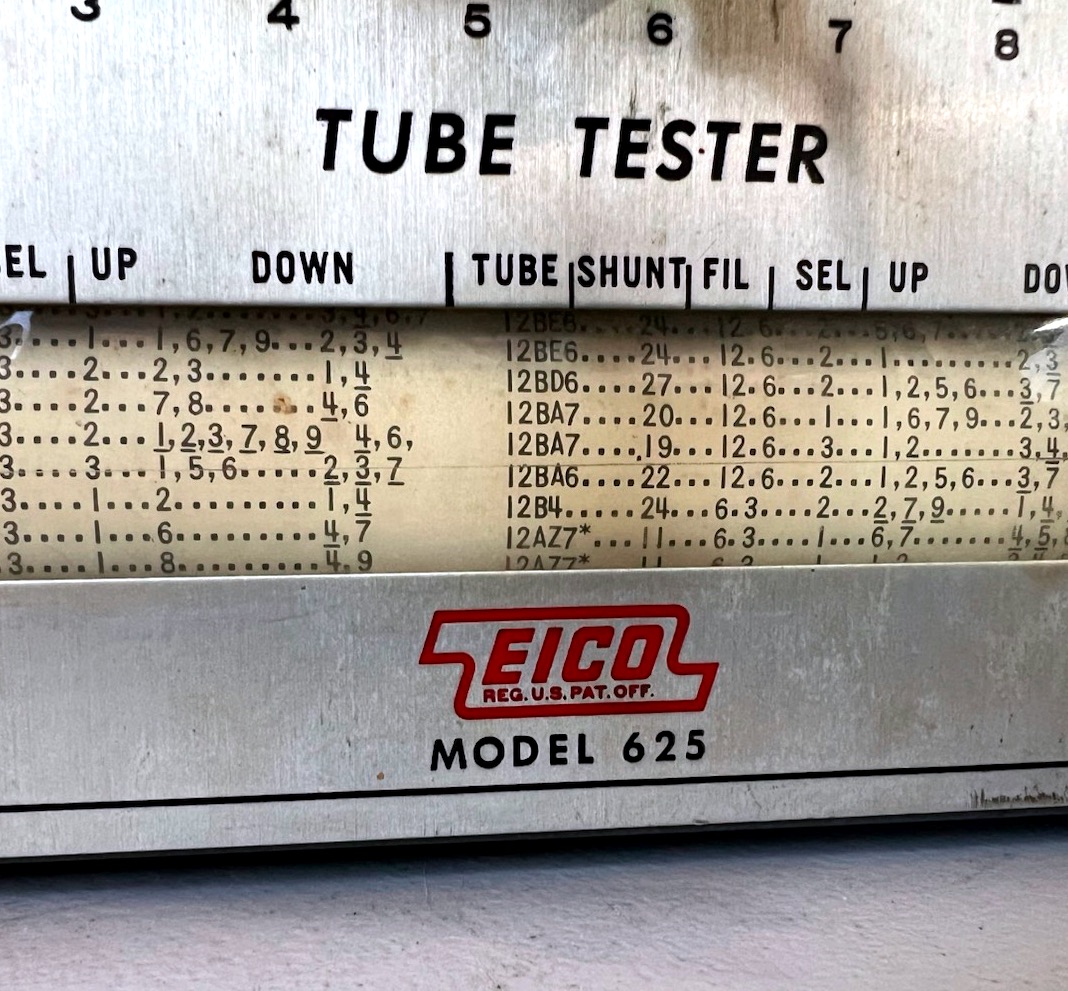 3 4 5 6 7 8
TUBE TESTER
SEL UP DOWN TUBE SHUNT FIL SEL UP
3....1...1,6,7,9...2,3,4 12BE6....24...12.6...2...1.........2,3
3....2...2,3.......1,4 12BD6....27...12.6...2...1,2,5,6...3,7
3....2...7,8.......4,6 12BA7....20...12.6...1...1,6,7,9...2,3,
3....2...1,2,3,7,8,9 4,6, 12BA7....19...12.6...3...1,2.......3,4,
3....3...1,5,6.....2,3,7 12BA6....22...12.6...2...1,2,5,6...3,7
3....1...2.........1,4 12B4.....24...6.3....2...2,7,9.....1,4,
3....1...6.........4,7 12AZ7*...11...6.3....1...6,7.......4,5,
3....1...8.........4.9 12AZ7*
EICO
REG. U.S. PAT. OFF.
MODEL 625